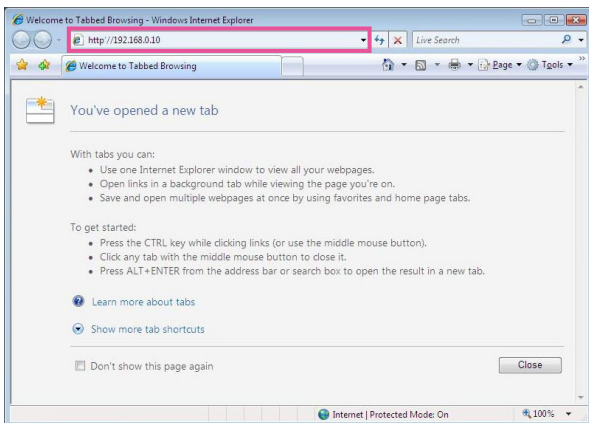 Welcome to Tabbed Browsing - Windows Internet Explorer
http://192.168.0.10
Live Search
Welcome to Tabbed Browsing
Page
Tools
You've opened a new tab
With tabs you can:
Use one Internet Explorer window to view all your webpages.
Open links in a background tab while viewing the page you're on.
Save and open multiple webpages at once by using favorites and home page tabs.
To get started:
Press the CTRL key while clicking links (or use the middle mouse button).
Click any tab with the middle mouse button to close it.
Press ALT+ENTER from the address bar or search box to open the result in a new tab.
Learn more about tabs
Show more tab shortcuts
Don't show this page again
Close
Internet | Protected Mode: On
100%